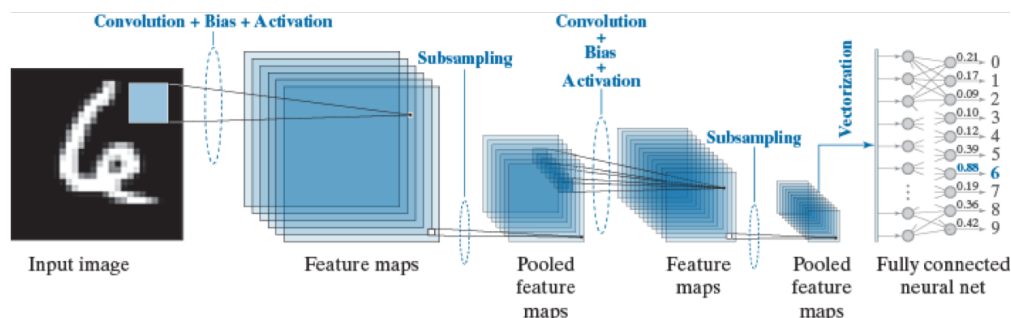 Convolution + Bias + Activation
Subsampling
Convolution
+
Bias
+
Activation
Subsampling
Vectorization
0.21
0
0.17
1
0.09
2
0.10
3
0.12
4
0.39
5
0.88
6
0.19
7
0.36
8
0.42
9
Input image
Feature maps
Pooled
feature
maps
Feature
maps
Pooled
feature
maps
Fully connected
neural net